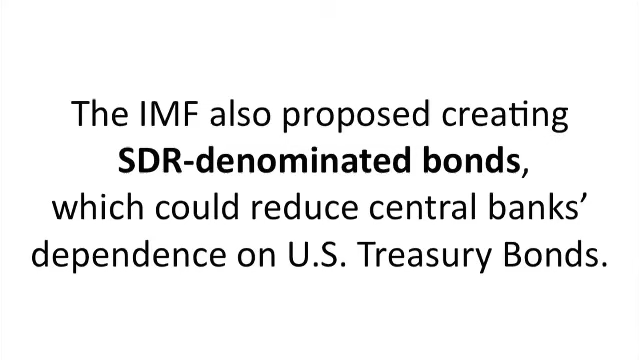 The IMF also proposed creating
SDR-denominated bonds,
which could reduce central banks’
dependence on U.S. Treasury Bonds.